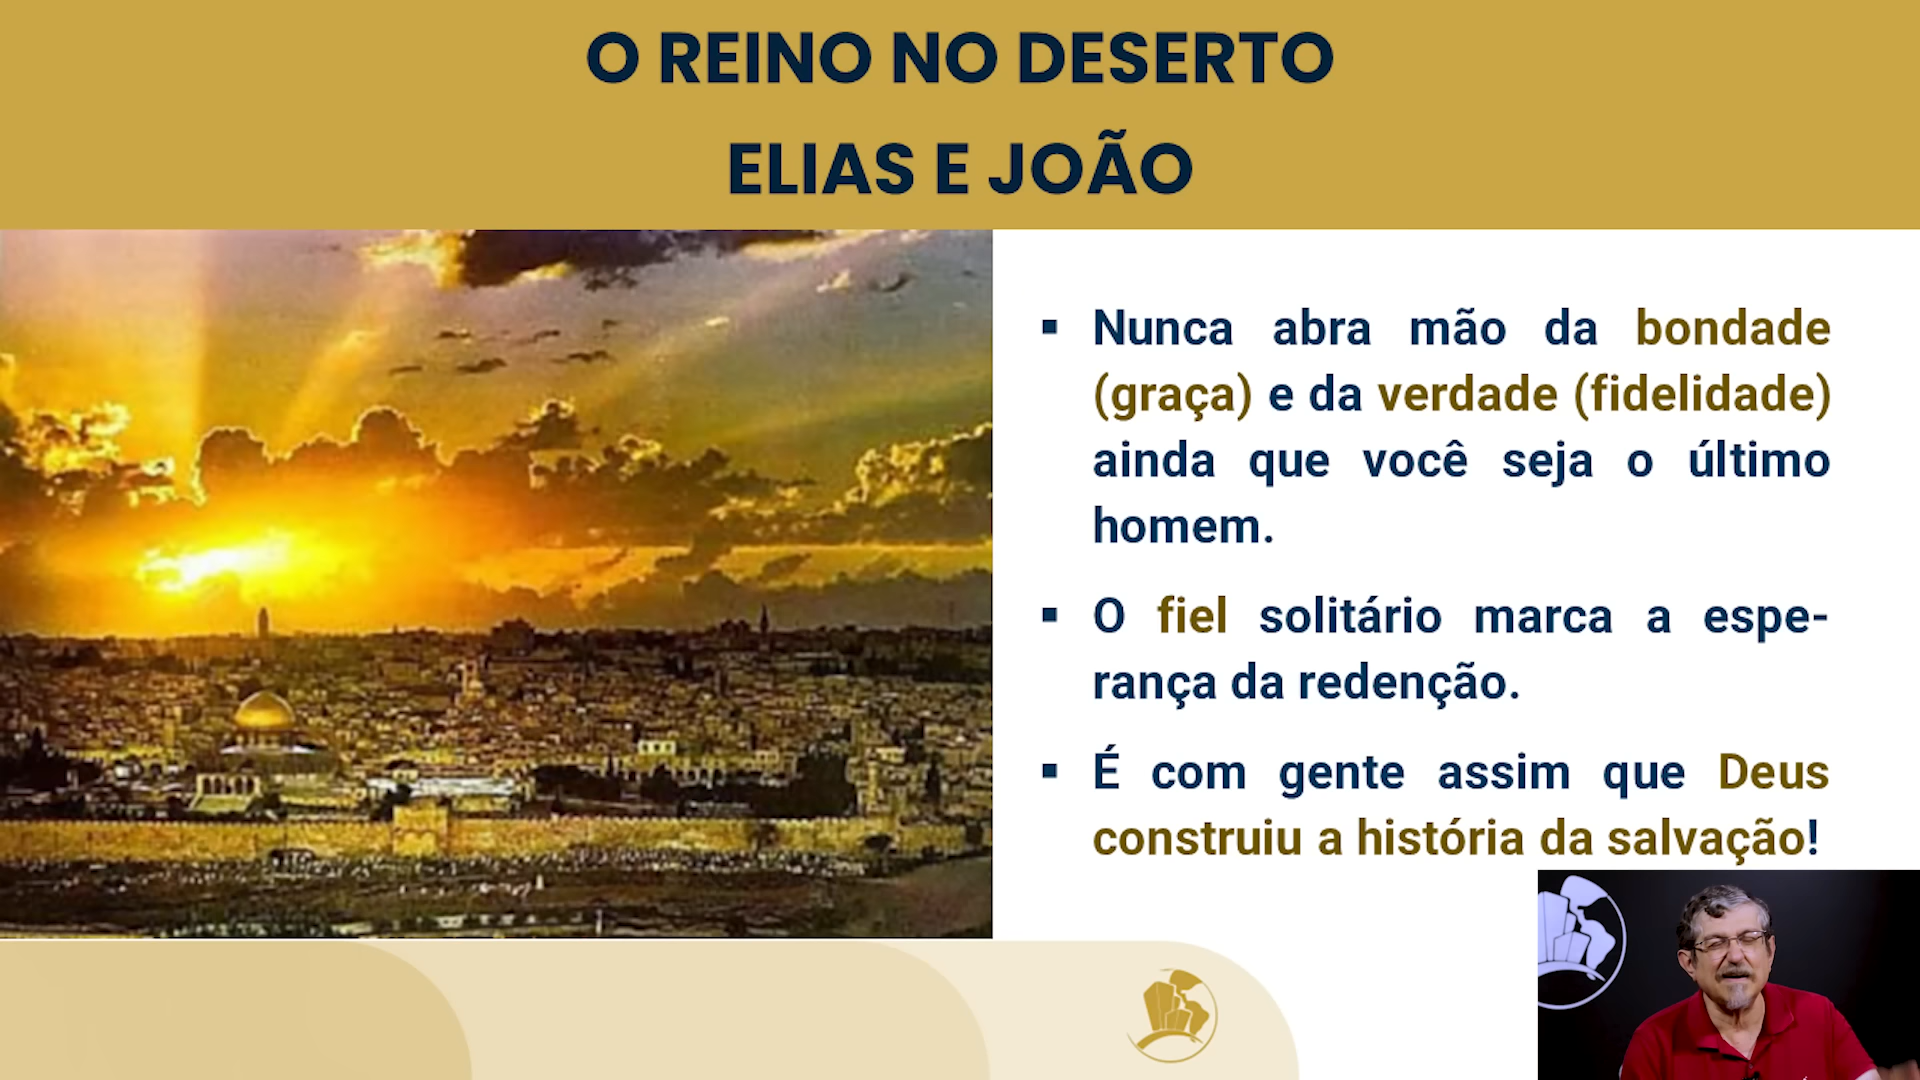 O REINO NO DESERTO
ELIAS E JOÃO
▪ Nunca abra mão da bondade
(graça) e da verdade (fidelidade)
ainda que você seja o último
homem.
▪ O fiel solitário marca a espe-
rança da redenção.
▪ É com gente assim que Deus
construiu a história da salvação!